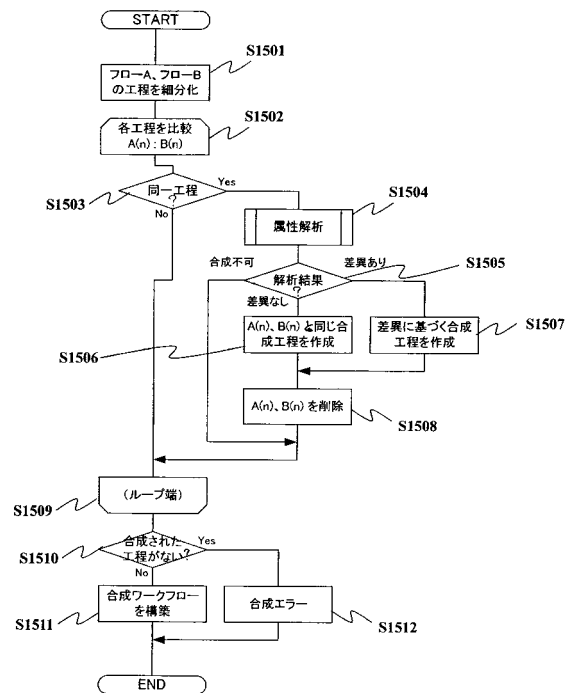 START
S1501
フローA、フローB
の工程を細分化
S1502
各工程を比較
A(n) : B(n)
同一工程
?
Yes
No
S1503
S1504
属性解析
合成不可
差異あり
S1505
解析結果
?
差異なし
S1506
A(n)、B(n) と同じ合
成工程を作成
差異に基づく合成
工程を作成
S1507
A(n)、B(n) を削除
S1508
(ループ端)
S1509
合成された
工程がない?
Yes
No
S1510
合成ワークフロー
を構築
合成エラー
S1511
S1512
END